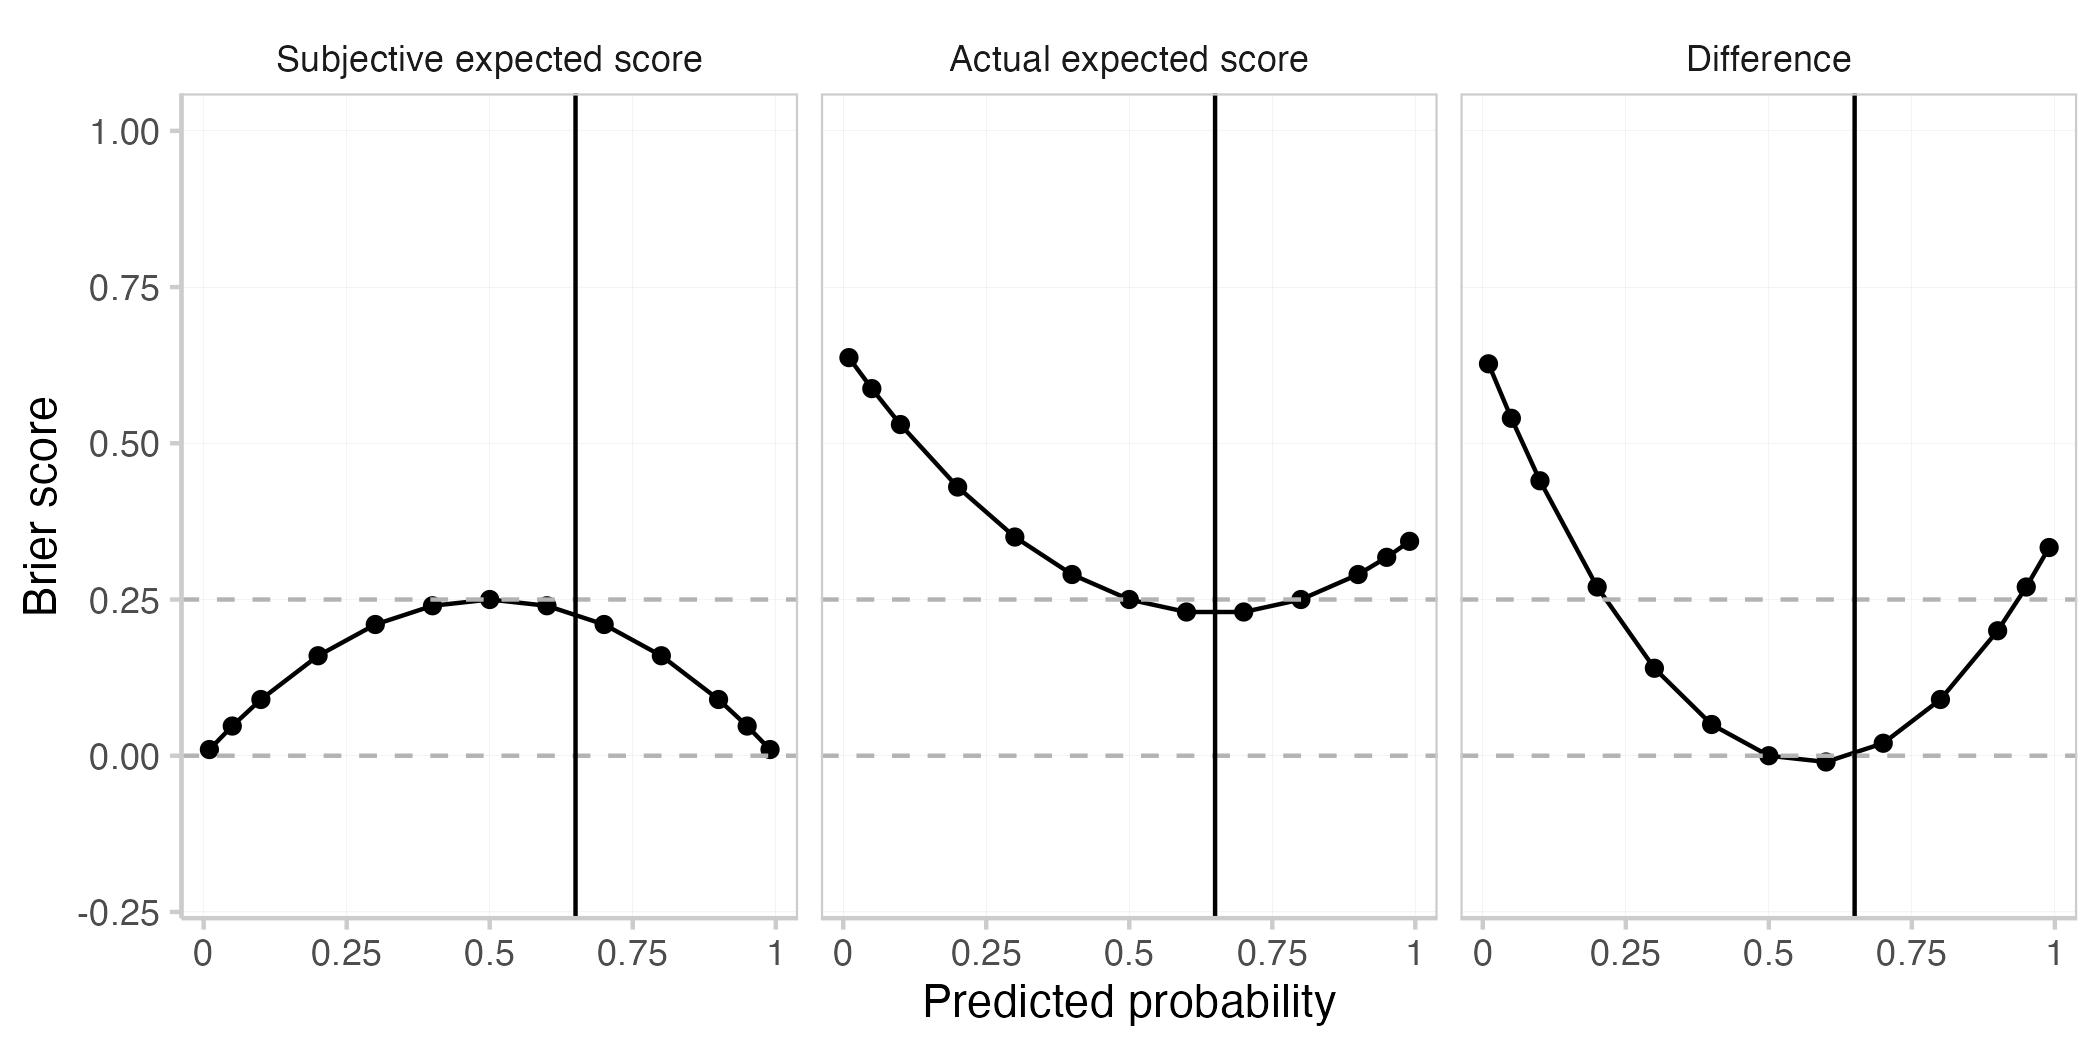 Subjective expected score
Actual expected score
Difference
Brier score
1.00
0.75
0.50
0.25
0.00
-0.25
0 0.25 0.5 0.75 1
0 0.25 0.5 0.75 1
0 0.25 0.5 0.75 1
Predicted probability